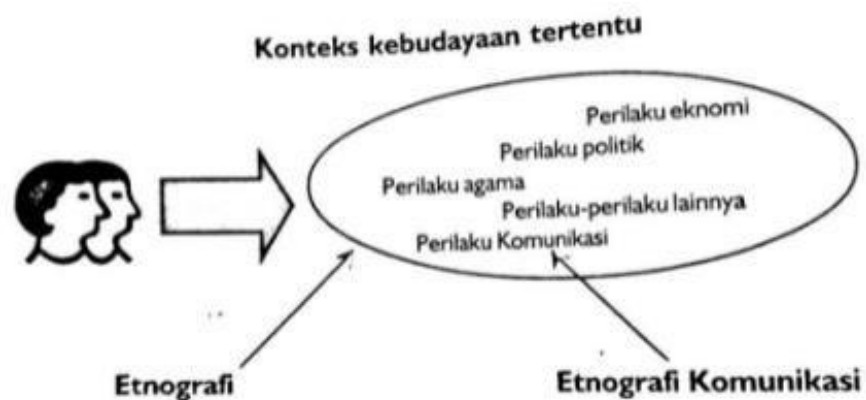 Konteks kebudayaan tertentu
Perilaku eknomi
Perilaku politik
Perilaku agama
Perilaku-perilaku lainnya
Perilaku Komunikasi
Etnografi
Etnografi Komunikasi